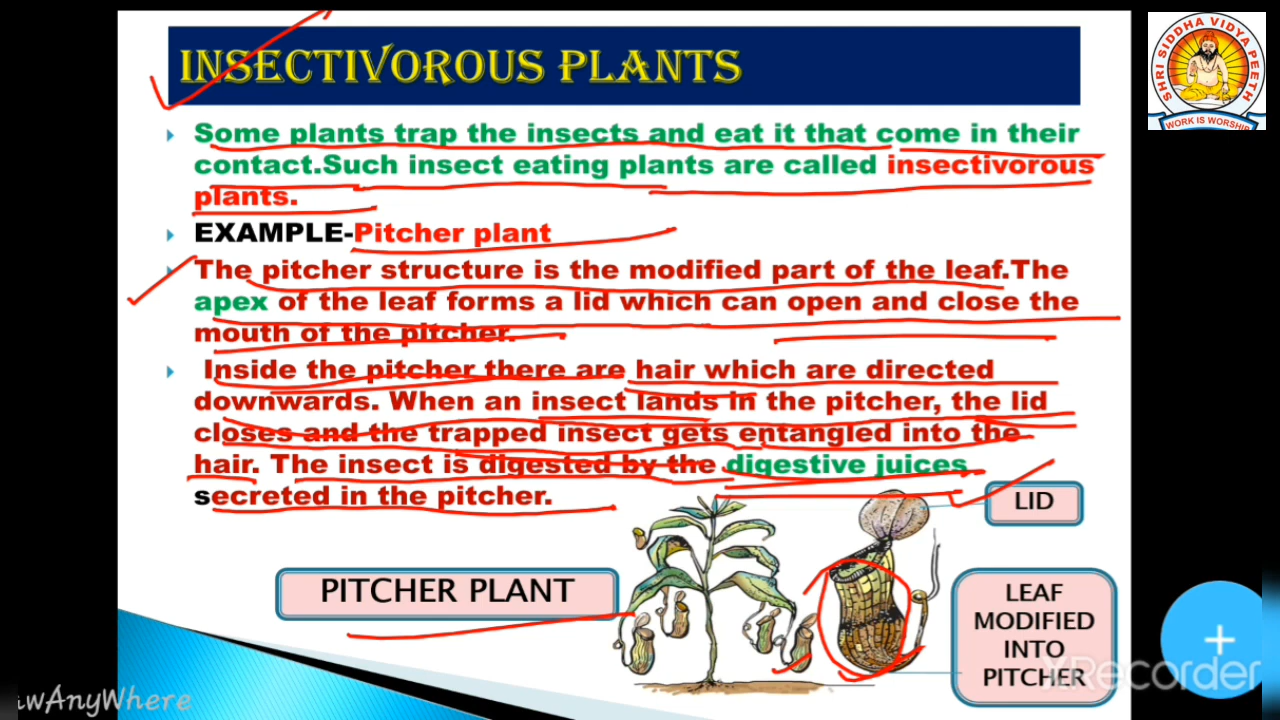 INSECTIVOROUS PLANTS
SHRI SIDDHA VIDYA PEETH
WORK IS WORSHIP
Some plants trap the insects and eat it that come in their
contact.Such insect eating plants are called insectivorous
plants.
EXAMPLE-Pitcher plant
The pitcher structure is the modified part of the leaf.The
apex of the leaf forms a lid which can open and close the
mouth of the pitcher.
Inside the pitcher there are hair which are directed
downwards. When an insect lands in the pitcher, the lid
closes and the trapped insect gets entangled into the
hair. The insect is digested by the digestive juices
secreted in the pitcher.
LID
PITCHER PLANT
LEAF
MODIFIED
INTO
PITCHER
XRecorder
awAnyWhere